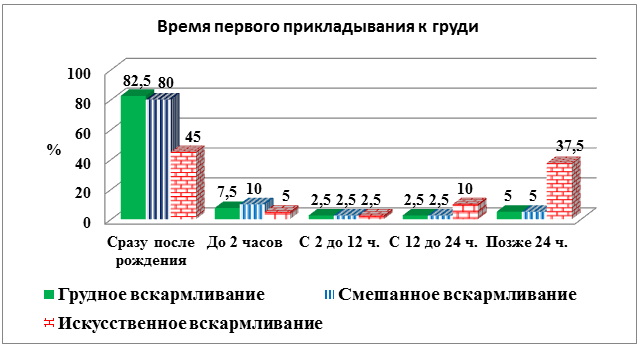 Время первого прикладывания к груди
100
80
60
40
20
0
%
82,5 80 45
7,5 10 5
2,5 2,5 2,5
2,5 2,5 10
5 5 37,5
Сразу после
рождения
До 2 часов
С 2 до 12 ч.
С 12 до 24 ч.
Позже 24 ч.
Грудное вскармливание
Смешанное вскармливание
Искусственное вскармливание